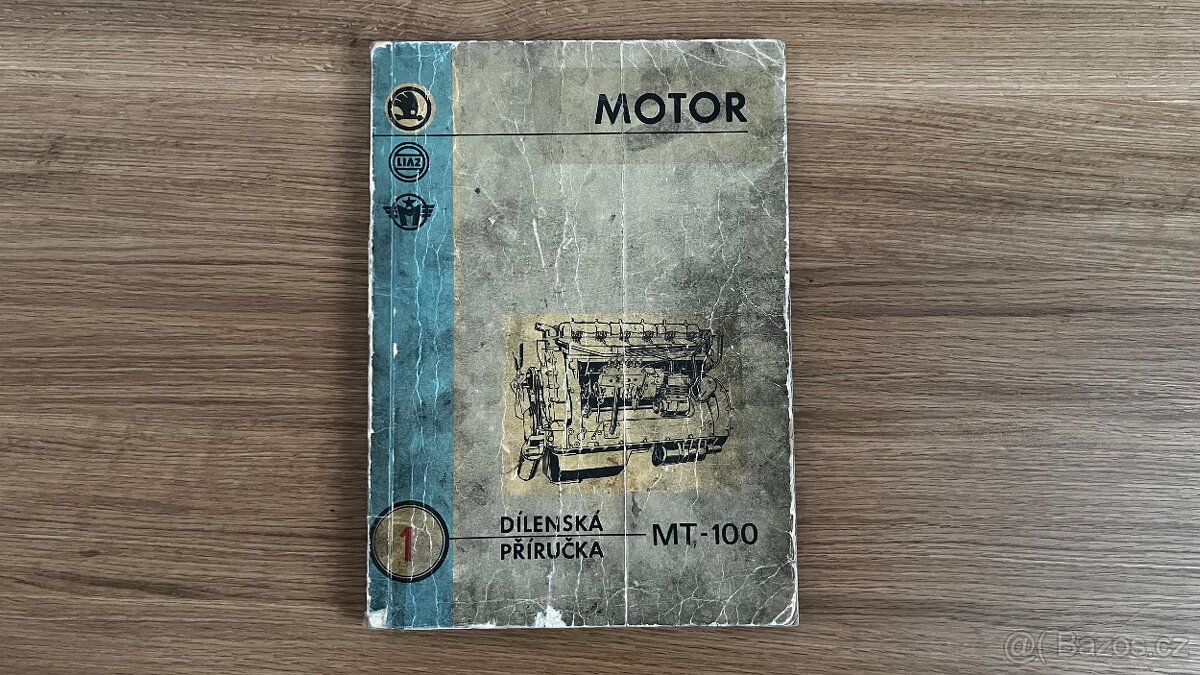 MOTOR
LIAZ
M
1
DÍLENSKÁ
PŘÍRUČKA
MT-100
@( Bazos.cz